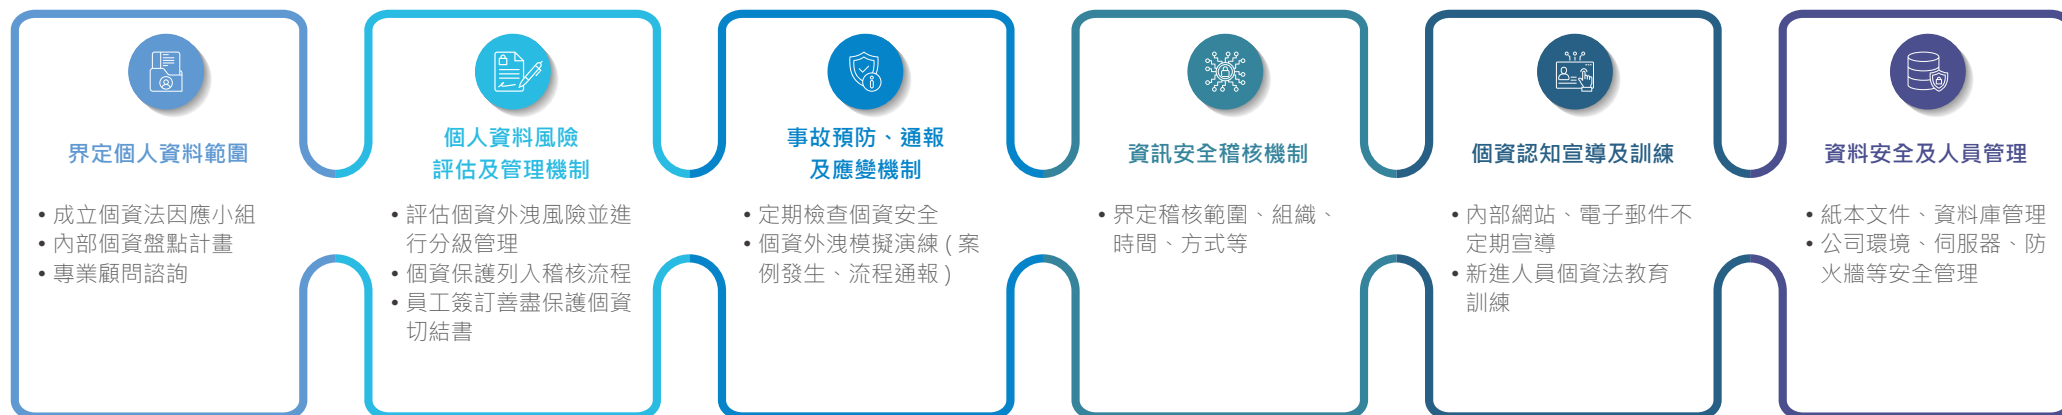 界定個人資料範圍
• 成立個資法因應小組
• 內部個資盤點計畫
• 專業顧問諮詢
個人資料風險
評估及管理機制
• 評估個資外洩風險並進
行分級管理
• 個資保護列入稽核流程
• 員工簽訂善盡保護個資
切結書
事故預防、通報
及應變機制
• 定期檢查個資安全
• 個資外洩模擬演練 ( 案
例發生、流程通報 )
資訊安全稽核機制
• 界定稽核範圍、組織、
時間、方式等
個資認知宣導及訓練
• 內部網站、電子郵件不
定期宣導
• 新進人員個資法教育
訓練
資料安全及人員管理
• 紙本文件、資料庫管理
• 公司環境、伺服器、防
火牆等安全管理